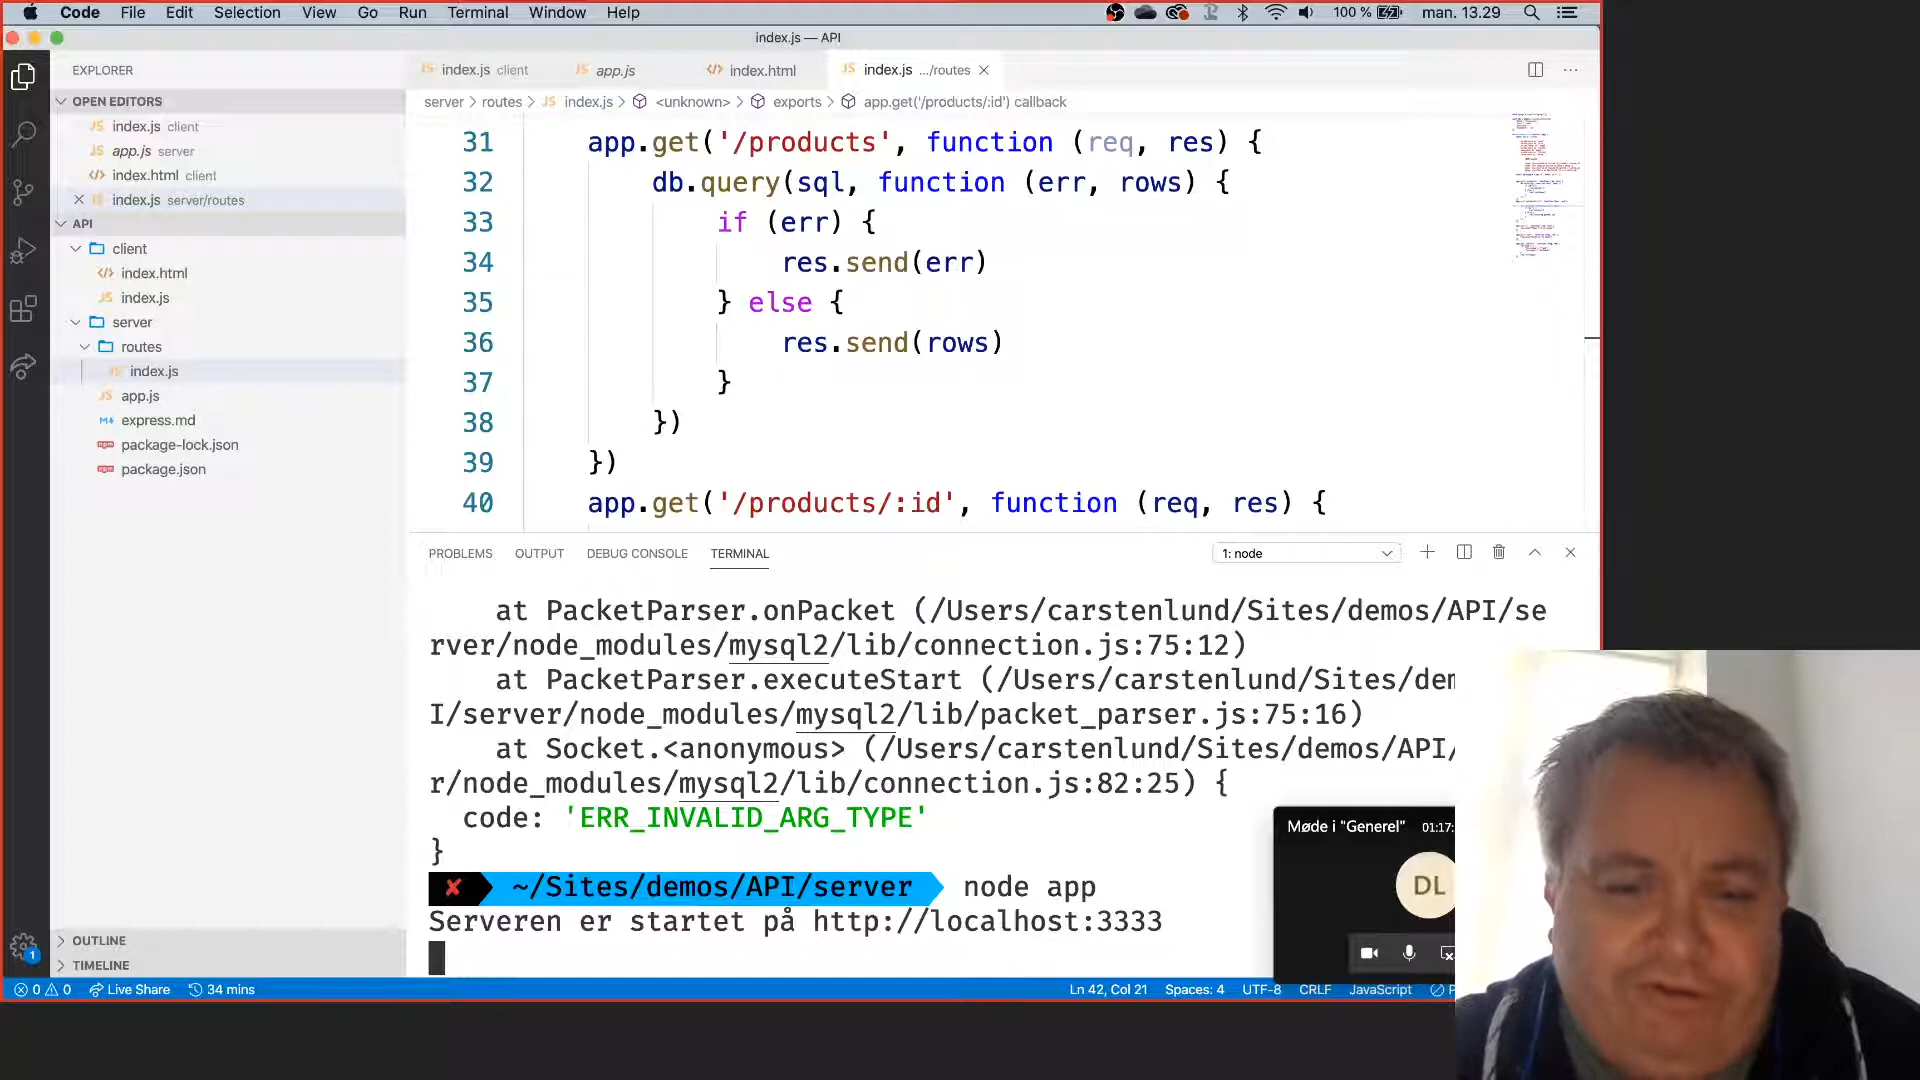 Code File Edit Selection View Go Run Terminal Window Help 100 % man. 13.29
index.js — API
EXPLORER
index.js client
app.js
index.html
index.js .../routes
OPEN EDITORS
server > routes > JS index.js > <unknown> > exports > app.get('/products/:id') callback
JS index.js client
JS app.js server
index.html client
JS index.js server/routes
API
client
index.html
JS index.js
server
routes
JS index.js
JS app.js
express.md
package-lock.json
package.json
OUTLINE
TIMELINE
31 app.get('/products', function (req, res) {
32 db.query(sql, function (err, rows) {
33 if (err) {
34 res.send(err)
35 } else {
36 res.send(rows)
37 }
38 })
39 })
40 app.get('/products/:id', function (req, res) {
PROBLEMS OUTPUT DEBUG CONSOLE TERMINAL 1: node
at PacketParser.onPacket (/Users/carstenlund/Sites/demos/API/se
rver/node_modules/mysql2/lib/connection.js:75:12)
at PacketParser.executeStart (/Users/carstenlund/Sites/dem
I/server/node_modules/mysql2/lib/packet_parser.js:75:16)
at Socket.<anonymous> (/Users/carstenlund/Sites/demos/API/
r/node_modules/mysql2/lib/connection.js:82:25) {
code: 'ERR_INVALID_ARG_TYPE'
}
✘ ~/Sites/demos/API/server node app
Serveren er startet på http://localhost:3333
Møde i "Generel" 01:17:
DL
0 0 Live Share 34 mins Ln 42, Col 21 Spaces: 4 UTF-8 CRLF JavaScript